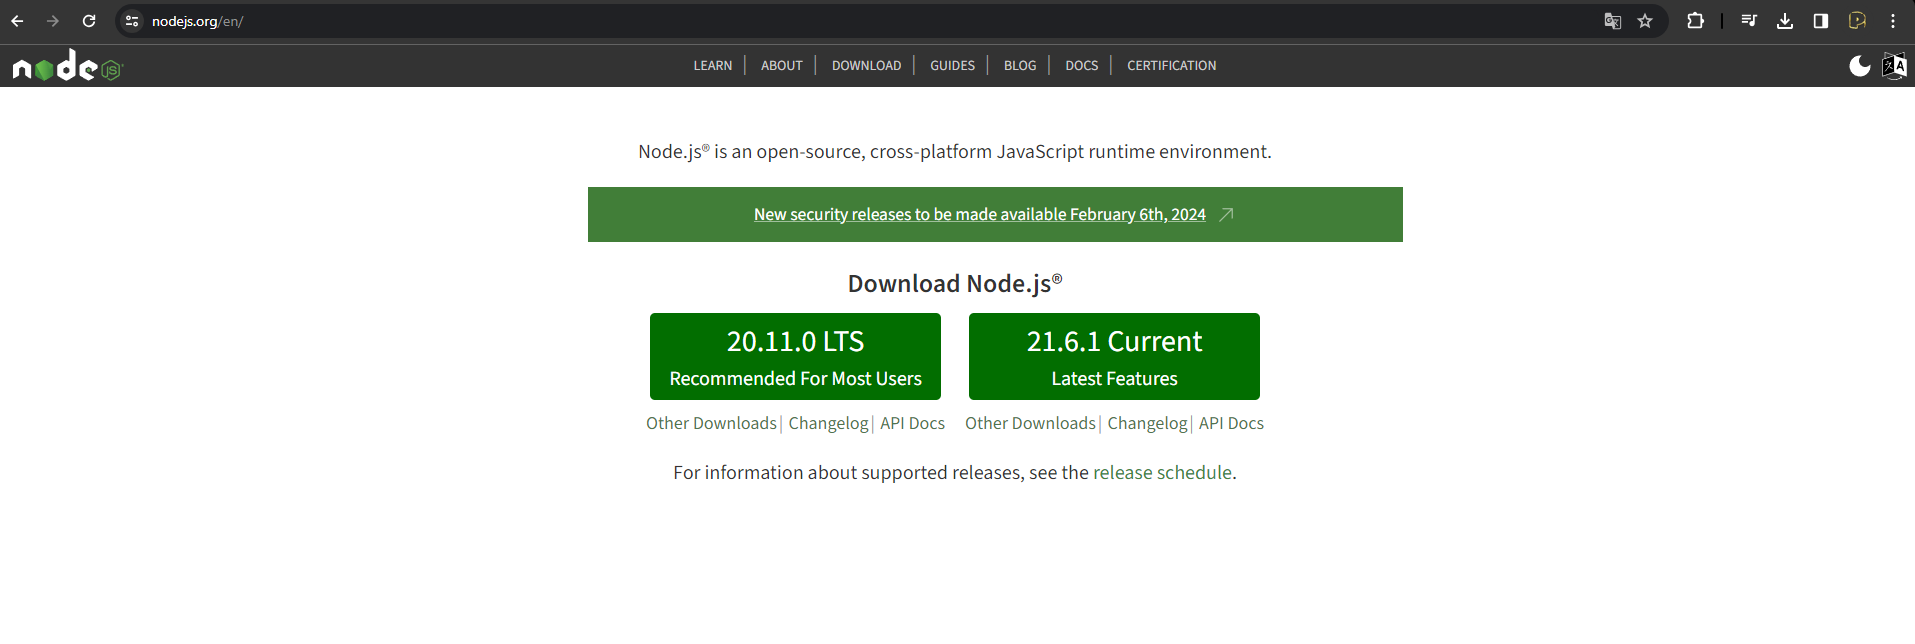 nodejs.org/en/
node JS
LEARN | ABOUT | DOWNLOAD | GUIDES | BLOG | DOCS | CERTIFICATION
Node.js® is an open-source, cross-platform JavaScript runtime environment.
New security releases to be made available February 6th, 2024
Download Node.js®
20.11.0 LTS
Recommended For Most Users
21.6.1 Current
Latest Features
Other Downloads | Changelog | API Docs
Other Downloads | Changelog | API Docs
For information about supported releases, see the release schedule.